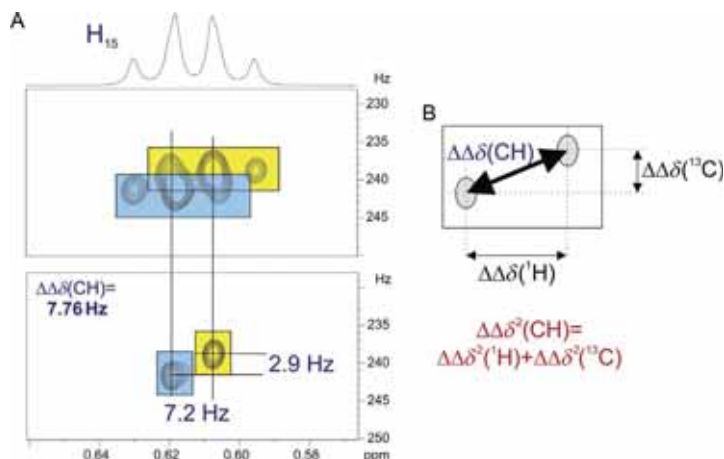 A
H₁₅
Hz
230
235
240
245
ΔΔδ(CH)=
7.76 Hz
Hz
235
240
245
250
2.9 Hz
7.2 Hz
0.64 0.62 0.60 0.58 ppm
B
ΔΔδ(CH)
ΔΔδ(¹³C)
ΔΔδ(¹H)
ΔΔδ²(CH)=
ΔΔδ²(¹H)+ΔΔδ²(¹³C)